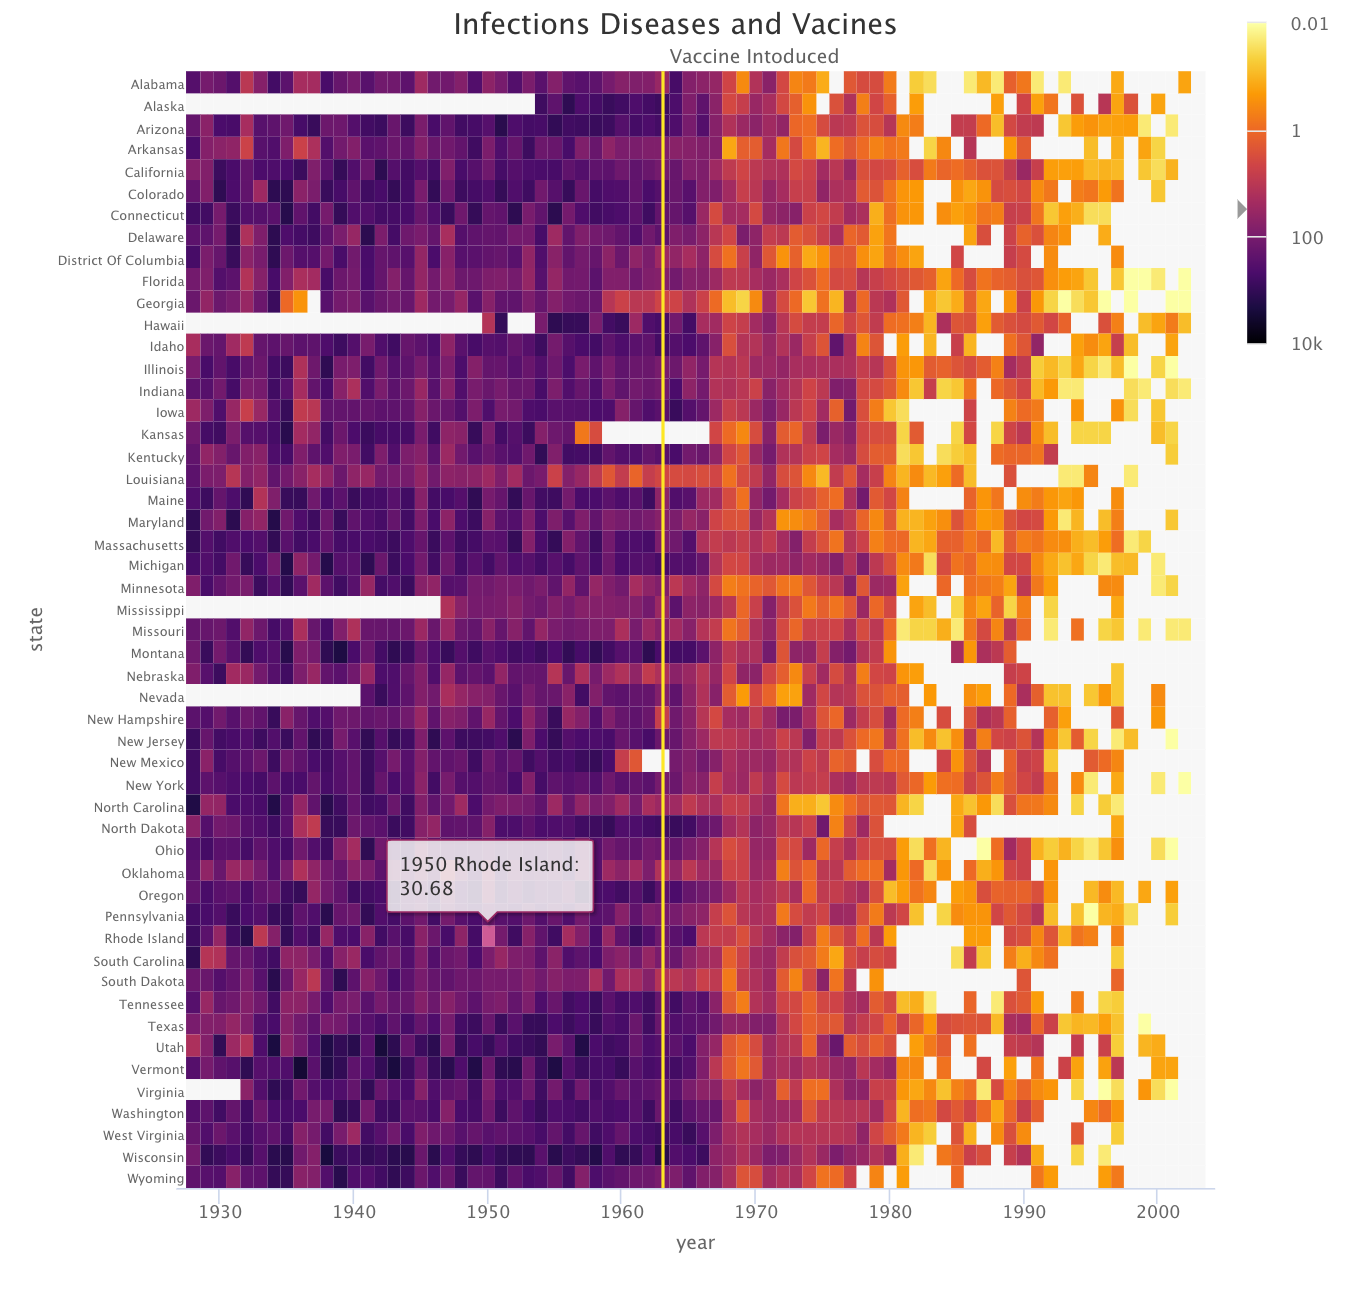 Infections Diseases and Vacines
Vaccine Intoduced
0.01
1
100
10k
state
Alabama
Alaska
Arizona
Arkansas
California
Colorado
Connecticut
Delaware
District Of Columbia
Florida
Georgia
Hawaii
Idaho
Illinois
Indiana
Iowa
Kansas
Kentucky
Louisiana
Maine
Maryland
Massachusetts
Michigan
Minnesota
Mississippi
Missouri
Montana
Nebraska
Nevada
New Hampshire
New Jersey
New Mexico
New York
North Carolina
North Dakota
Ohio
Oklahoma
Oregon
Pennsylvania
Rhode Island
South Carolina
South Dakota
Tennessee
Texas
Utah
Vermont
Virginia
Washington
West Virginia
Wisconsin
Wyoming
1950 Rhode Island:
30.68
1930 1940 1950 1960 1970 1980 1990 2000
year